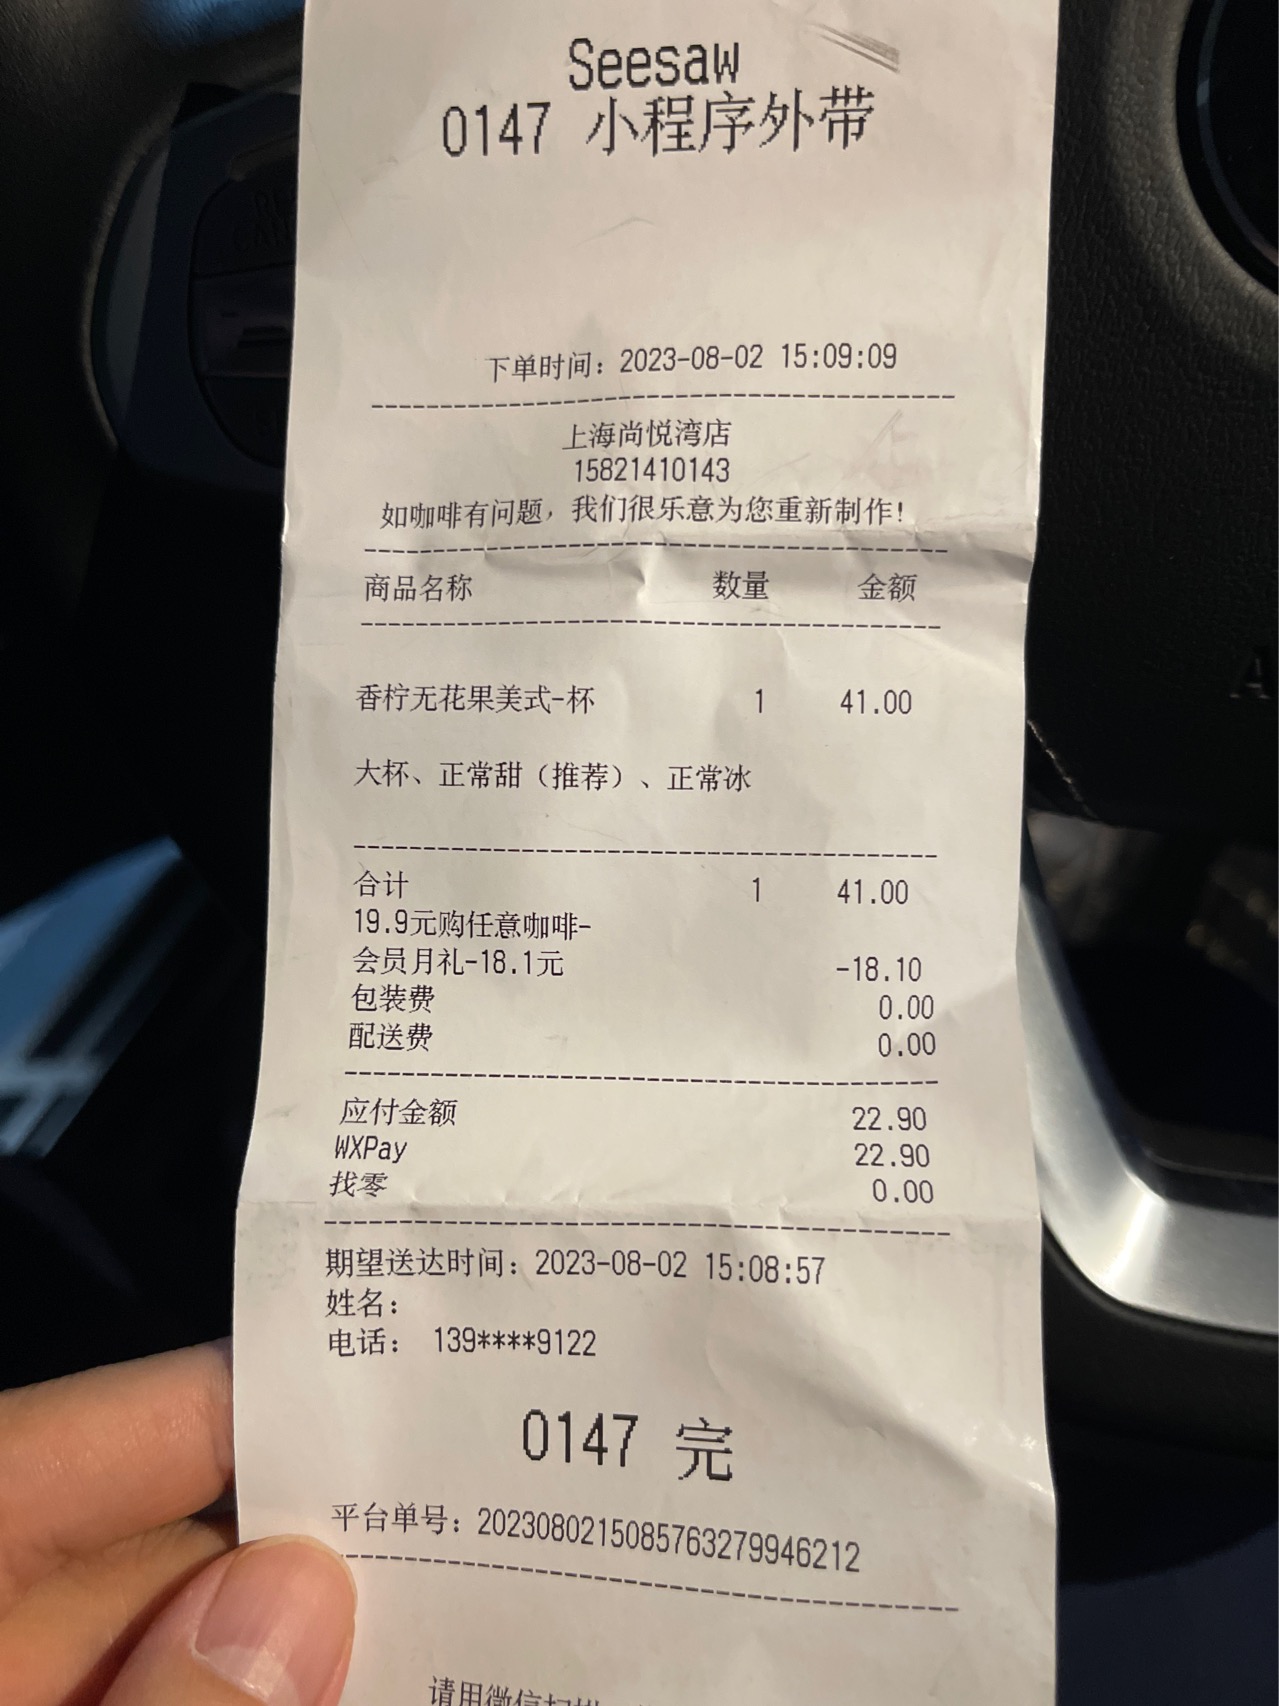 Seesaw
0147 小程序外带
下单时间：2023-08-02 15:09:09
上海尚悦湾店
15821410143
如咖啡有问题，我们很乐意为您重新制作！
商品名称 数量 金额
香柠无花果美式-杯 1 41.00
大杯、正常甜（推荐）、正常冰
合计 1 41.00
19.9元购任意咖啡-
会员月礼-18.1元 -18.10
包装费 0.00
配送费 0.00
应付金额 22.90
WXPay 22.90
找零 0.00
期望送达时间：2023-08-02 15:08:57
姓名：
电话： 139****9122
0147 完
平台单号：2023080215085763279946212
请用微信扫